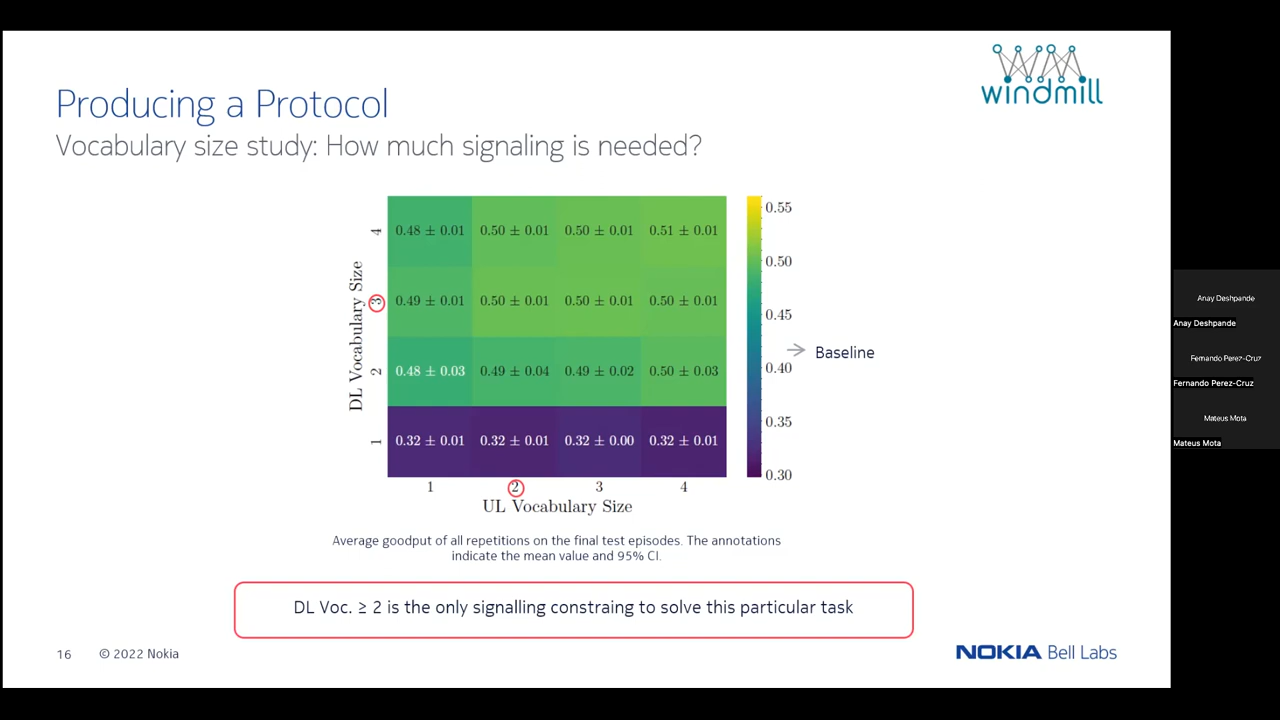 windmill
Producing a Protocol
Vocabulary size study: How much signaling is needed?
DL Vocabulary Size
4
3
2
1
0.48 ± 0.01 0.50 ± 0.01 0.50 ± 0.01 0.51 ± 0.01
0.49 ± 0.01 0.50 ± 0.01 0.50 ± 0.01 0.50 ± 0.01
0.48 ± 0.03 0.49 ± 0.04 0.49 ± 0.02 0.50 ± 0.03
0.32 ± 0.01 0.32 ± 0.01 0.32 ± 0.00 0.32 ± 0.01
1 2 3 4
UL Vocabulary Size
0.55
0.50
0.45
0.40
0.35
0.30
Baseline
Average goodput of all repetitions on the final test episodes. The annotations
indicate the mean value and 95% CI.
DL Voc. ≥ 2 is the only signalling constraing to solve this particular task
16 © 2022 Nokia
NOKIA Bell Labs
Anay Deshpande
Anay Deshpande
Fernando Perez-Cruz
Fernando Perez-Cruz
Mateus Mota
Mateus Mota